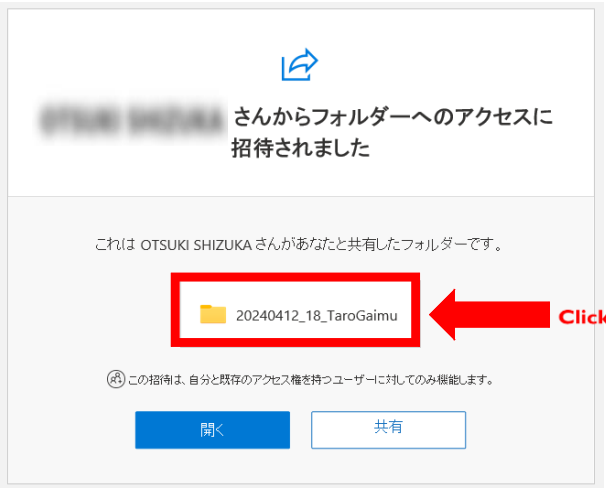 さんからフォルダーへのアクセスに
招待されました
これは OTSUKI SHIZUKA さんがあなたと共有したフォルダーです。
20240412_18_TaroGaimu
Click
この招待は、自分と既存のアクセス権を持つユーザーに対してのみ機能します。
開く
共有